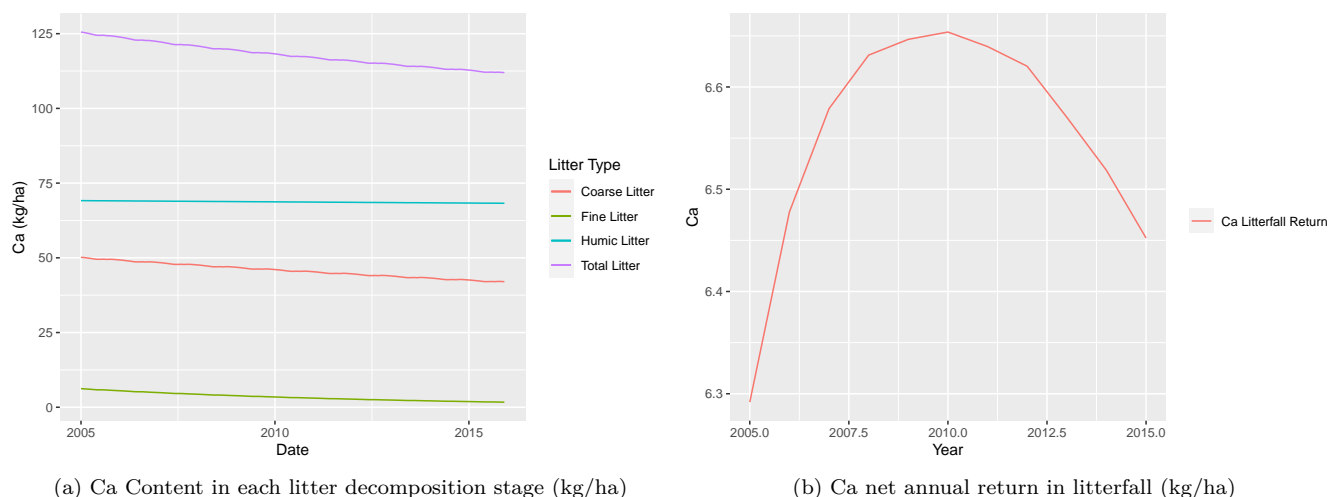 125
100
75
50
25
0
Ca (kg/ha)
2005
2010
2015
Date
Litter Type
Coarse Litter
Fine Litter
Humic Litter
Total Litter
(a) Ca Content in each litter decomposition stage (kg/ha)
6.6
6.5
6.4
6.3
Ca
2005.0
2007.5
2010.0
2012.5
2015.0
Year
Ca Litterfall Return
(b) Ca net annual return in litterfall (kg/ha)